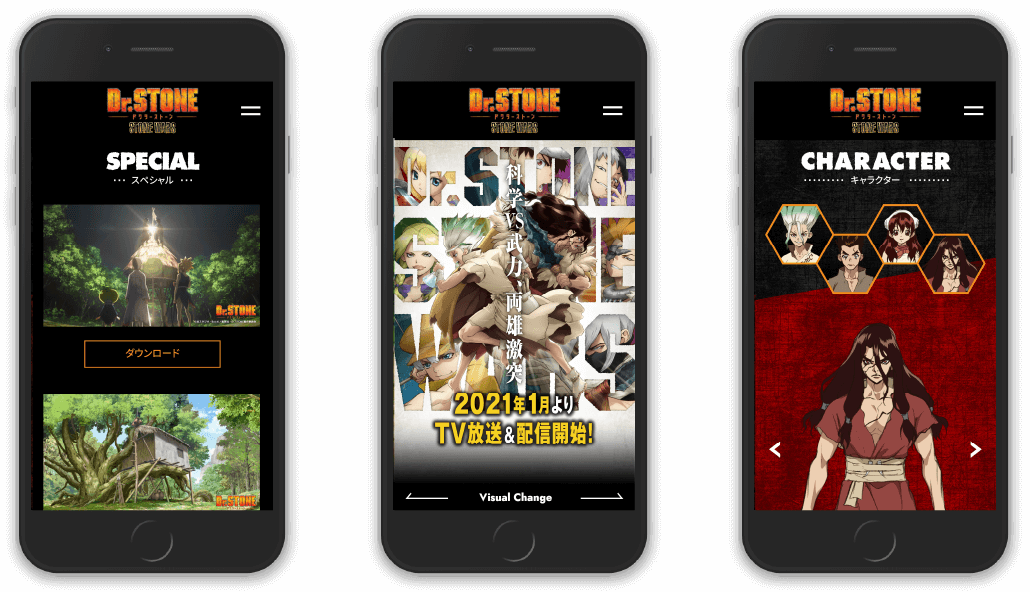 Dr.STONE
ドクターストーン
STONE WARS
SPECIAL
スペシャル
Dr.STONE
ダウンロード
Dr.STONE
Dr.STONE
ドクターストーン
STONE WARS
Dr.STONE
STONE
WARS
科学VS武力、両雄激突
2021年1月より
TV放送&配信開始!
Visual Change
Dr.STONE
ドクターストーン
STONE WARS
CHARACTER
キャラクター